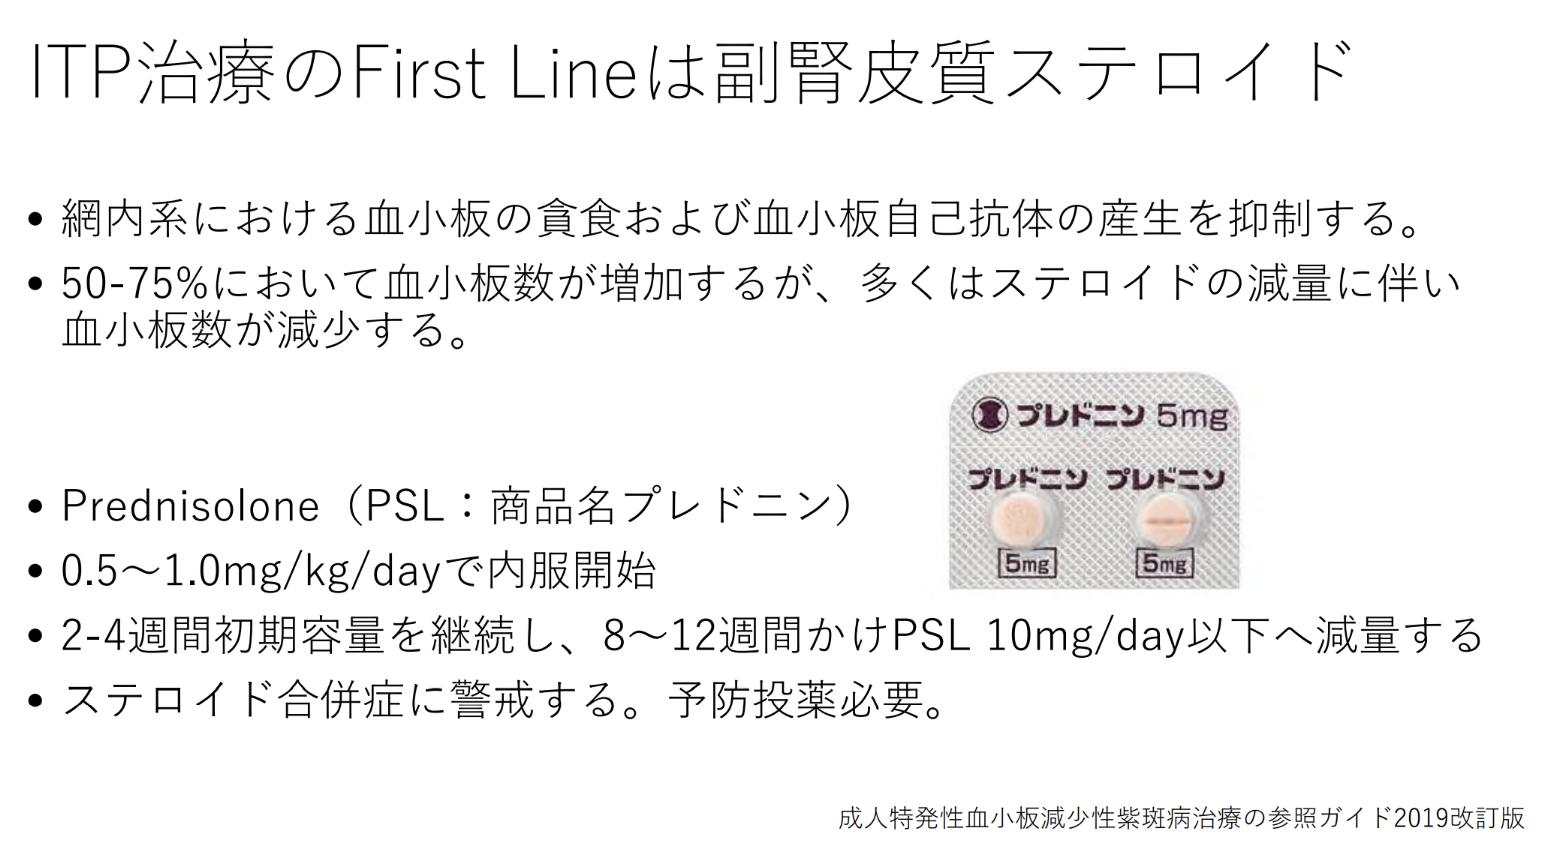 ITP治療のFirst Lineは副腎皮質ステロイド
• 網内系における血小板の貪食および血小板自己抗体の産生を抑制する。
• 50-75%において血小板数が増加するが、多くはステロイドの減量に伴い
血小板数が減少する。
プレドニン 5mg
プレドニン プレドニン
5mg 5mg
• Prednisolone（PSL：商品名プレドニン）
• 0.5～1.0mg/kg/dayで内服開始
• 2-4週間初期容量を継続し、8～12週間かけPSL 10mg/day以下へ減量する
• ステロイド合併症に警戒する。予防投薬必要。
成人特発性血小板減少性紫斑病治療の参照ガイド2019改訂版